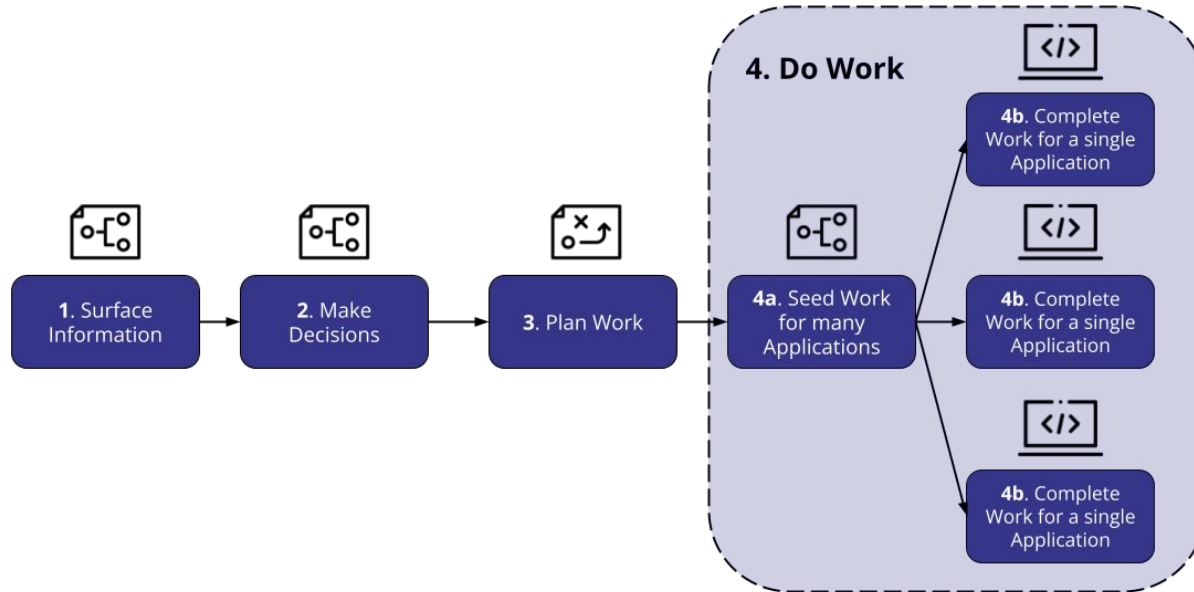 4. Do Work
</>
4b. Complete
Work for a single
Application
1. Surface
Information
2. Make
Decisions
3. Plan Work
4a. Seed Work
for many
Applications
</>
4b. Complete
Work for a single
Application
</>
4b. Complete
Work for a single
Application